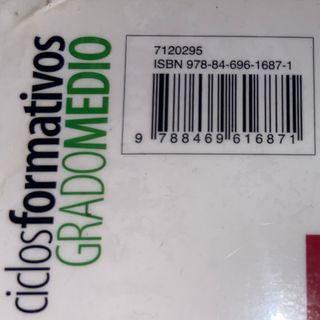 7120295
ISBN 978-84-696-1687-1
9 788469 616871
ciclosformativos
GRADOMEDIO